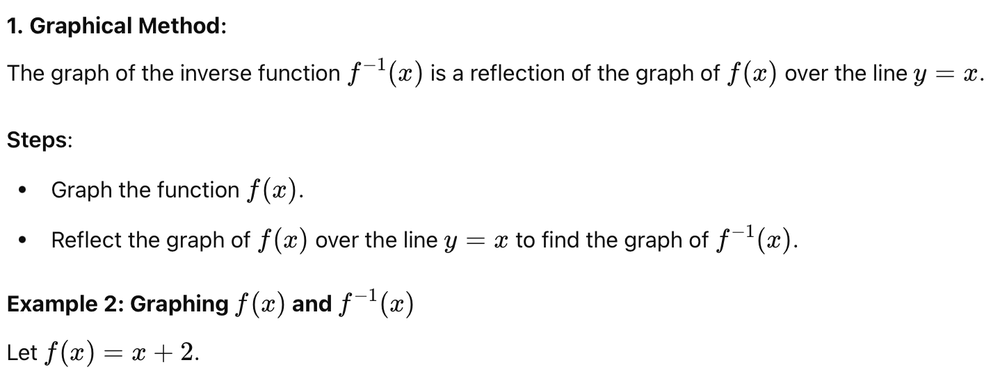 1. Graphical Method:
The graph of the inverse function f⁻¹(x) is a reflection of the graph of f(x) over the line y = x.
Steps:
• Graph the function f(x).
• Reflect the graph of f(x) over the line y = x to find the graph of f⁻¹(x).
Example 2: Graphing f(x) and f⁻¹(x)
Let f(x) = x + 2.